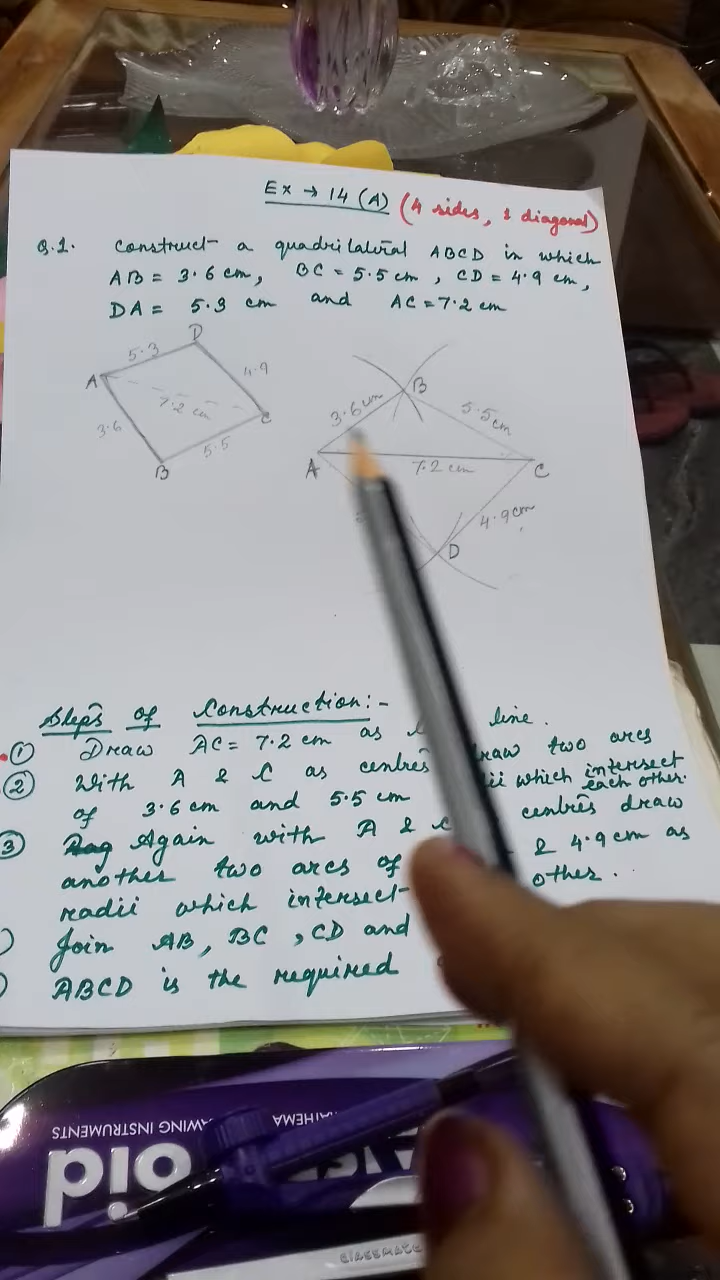 Ex → 14 (A) (4 sides, 1 diagonal)
Q.1. Construct a quadrilateral ABCD in which
AB = 3.6 cm, BC = 5.5 cm, CD = 4.9 cm,
DA = 5.3 cm and AC = 7.2 cm
D
5.3
A
4.9
7.2 cm
C
3.6
5.5
B
B
3.6 cm
5.5 cm
A
7.2 cm
C
4.9 cm
D
Steps of Construction:-
① Draw AC = 7.2 cm as line.
② With A & C as centres draw two arcs
of 3.6 cm and 5.5 cm radii which intersect
each other.
③ Again with A & C centres draw
another two arcs of & 4.9 cm as
radii which intersect other.
Join AB, BC, CD and
ABCD is the required
DRAWING INSTRUMENTS
MATHEMA
oid
CLASSMATE